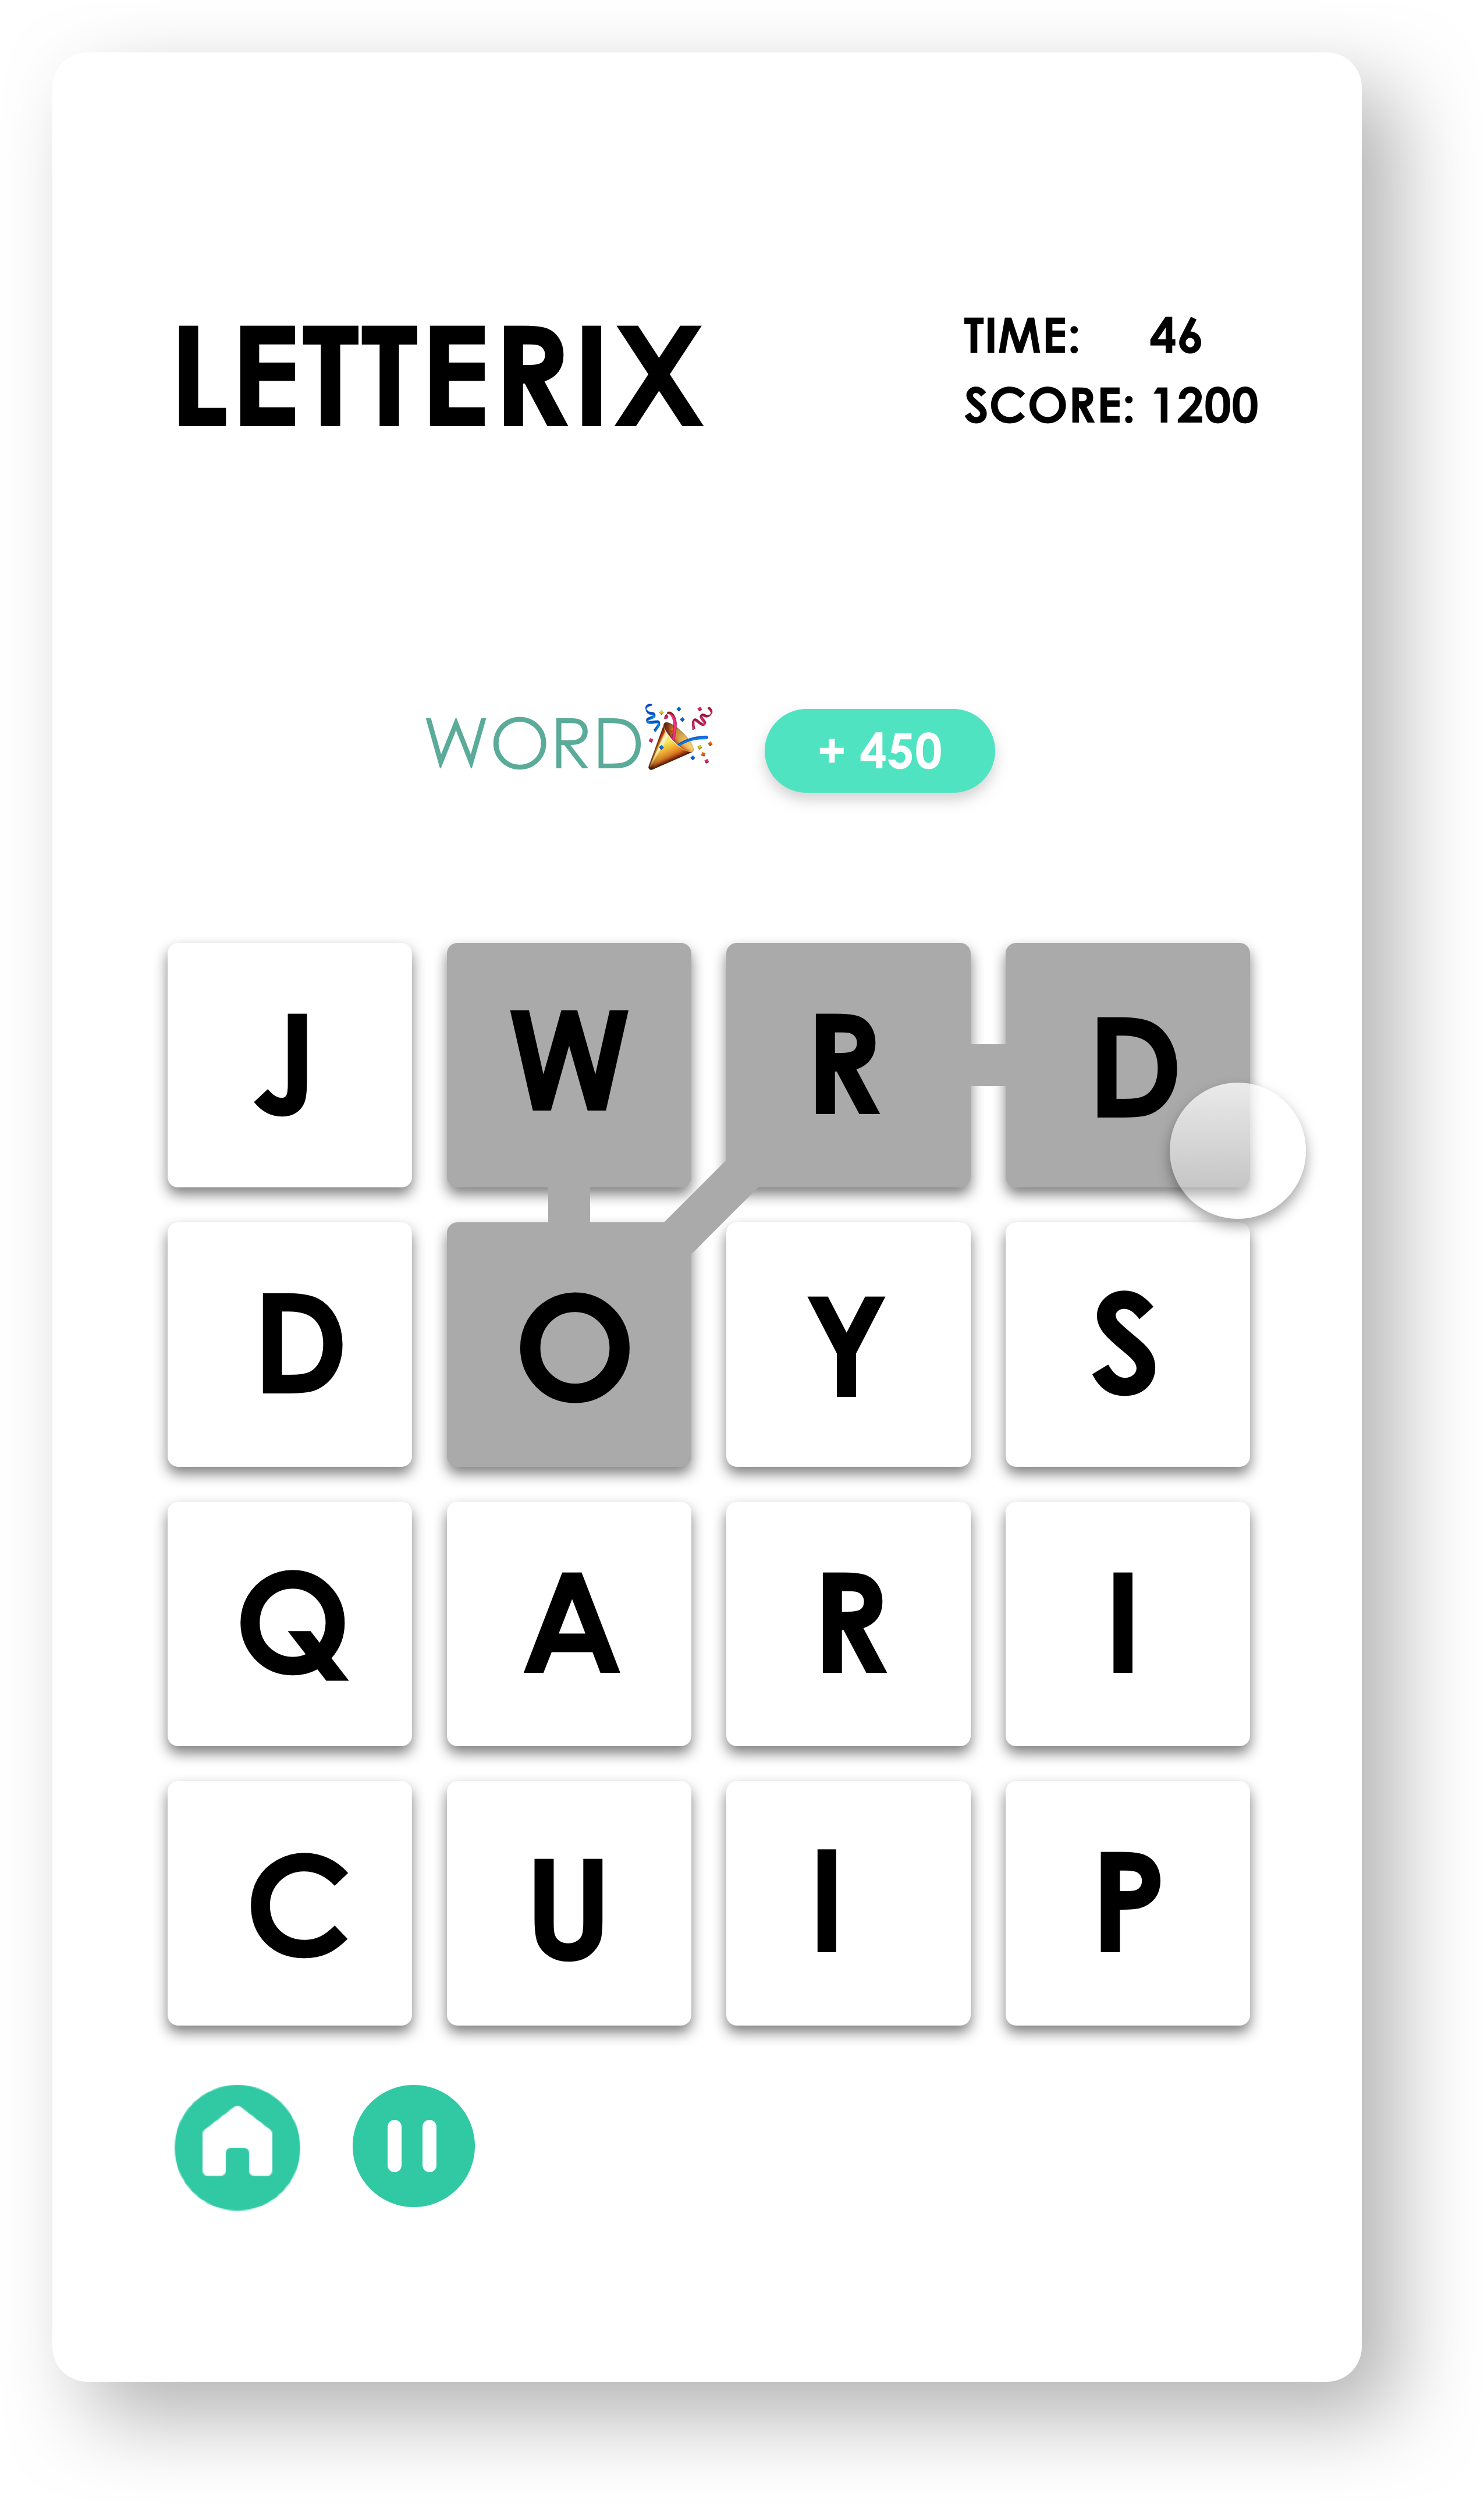 LETTERIX
TIME: 46
SCORE: 1200
WORD🎉 + 450
J W R D
D O Y S
Q A R I
C U I P